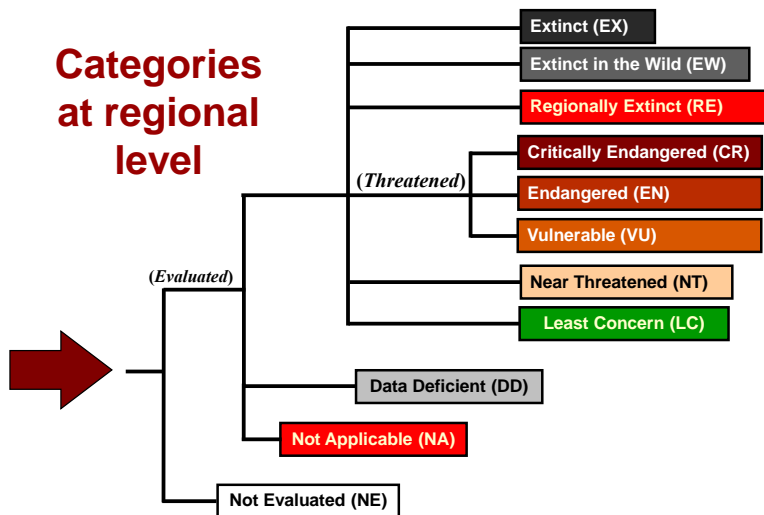 Categories
at regional
level
Extinct (EX)
Extinct in the Wild (EW)
Regionally Extinct (RE)
Critically Endangered (CR)
(Threatened)
Endangered (EN)
Vulnerable (VU)
(Evaluated)
Near Threatened (NT)
Least Concern (LC)
Data Deficient (DD)
Not Applicable (NA)
Not Evaluated (NE)